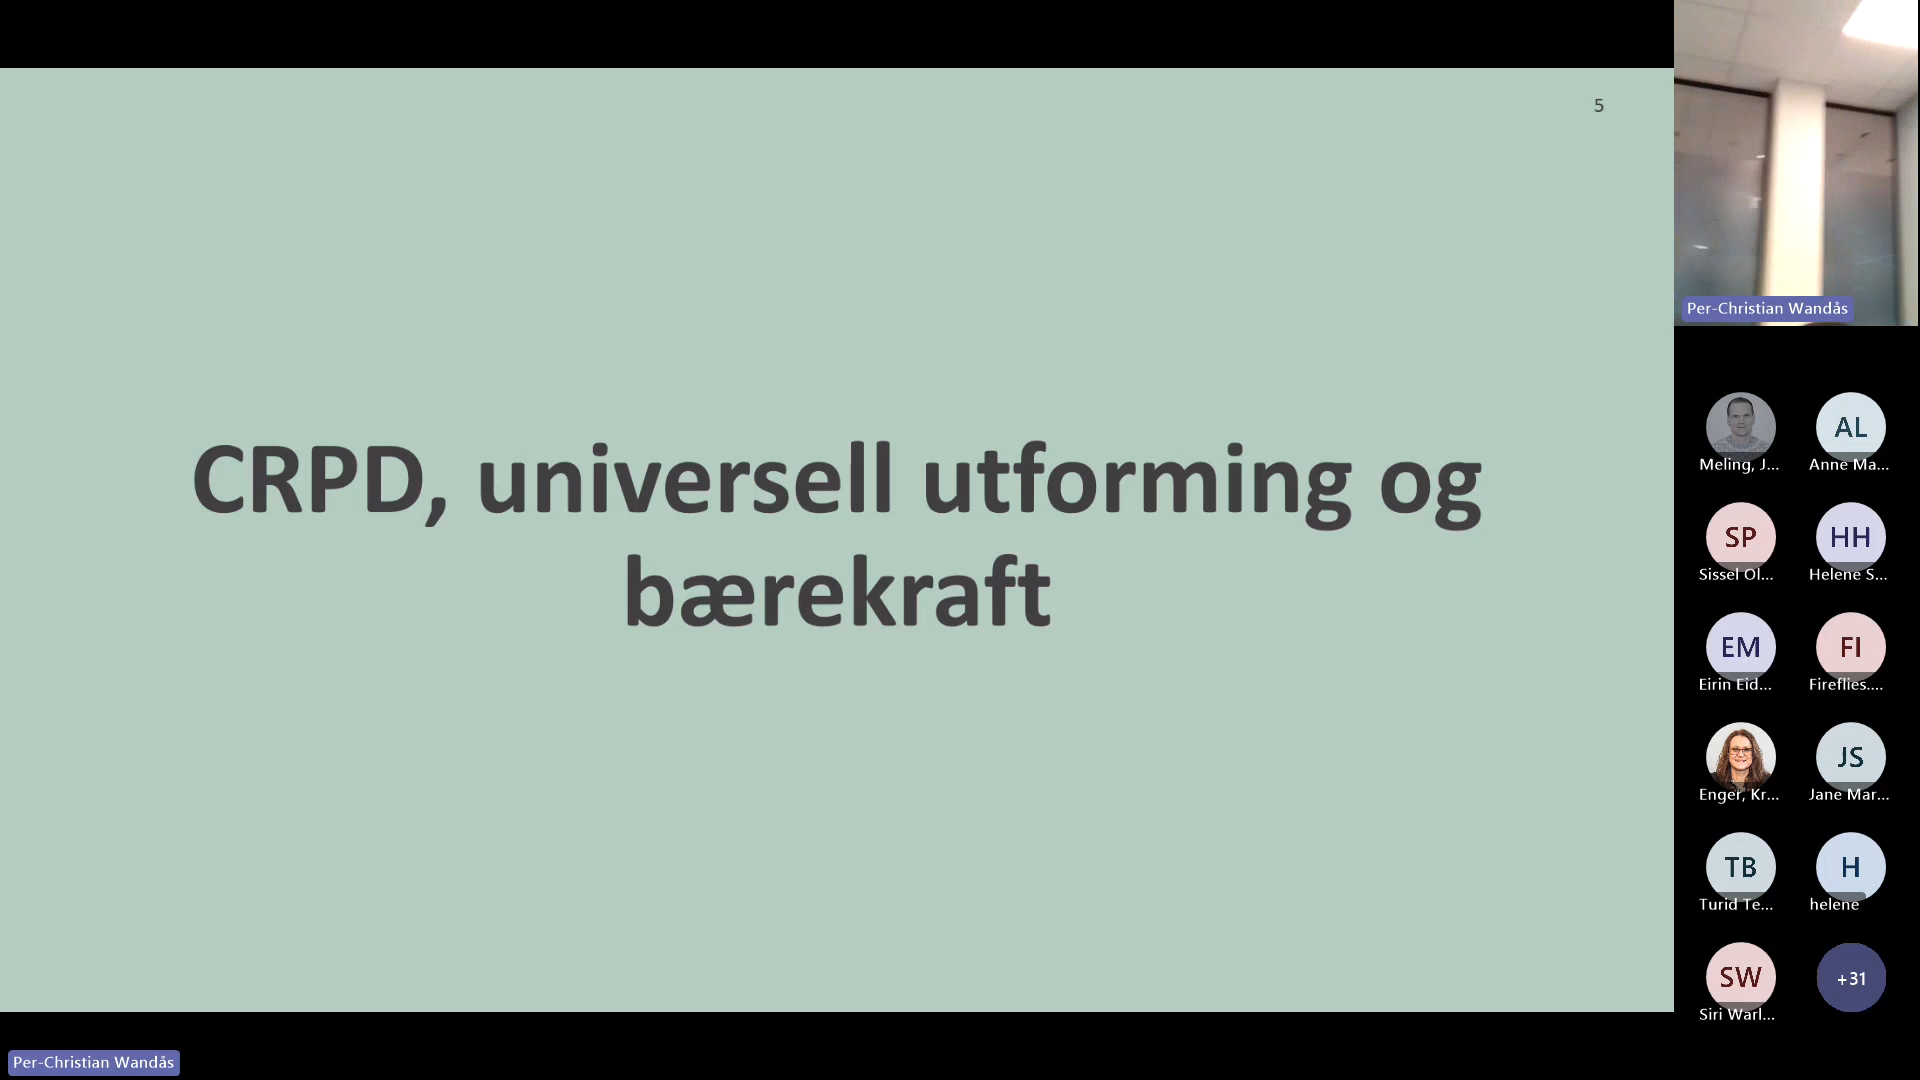 5
CRPD, universell utforming og
bærekraft
Per-Christian Wandås
Meling, J...
AL
Anne Ma...
SP
Sissel Ol...
HH
Helene S...
EM
Eirin Eid...
FI
Fireflies....
Enger, Kr...
JS
Jane Mar...
TB
Turid Te...
H
helene
SW
Siri Warl...
+31
Per-Christian Wandås